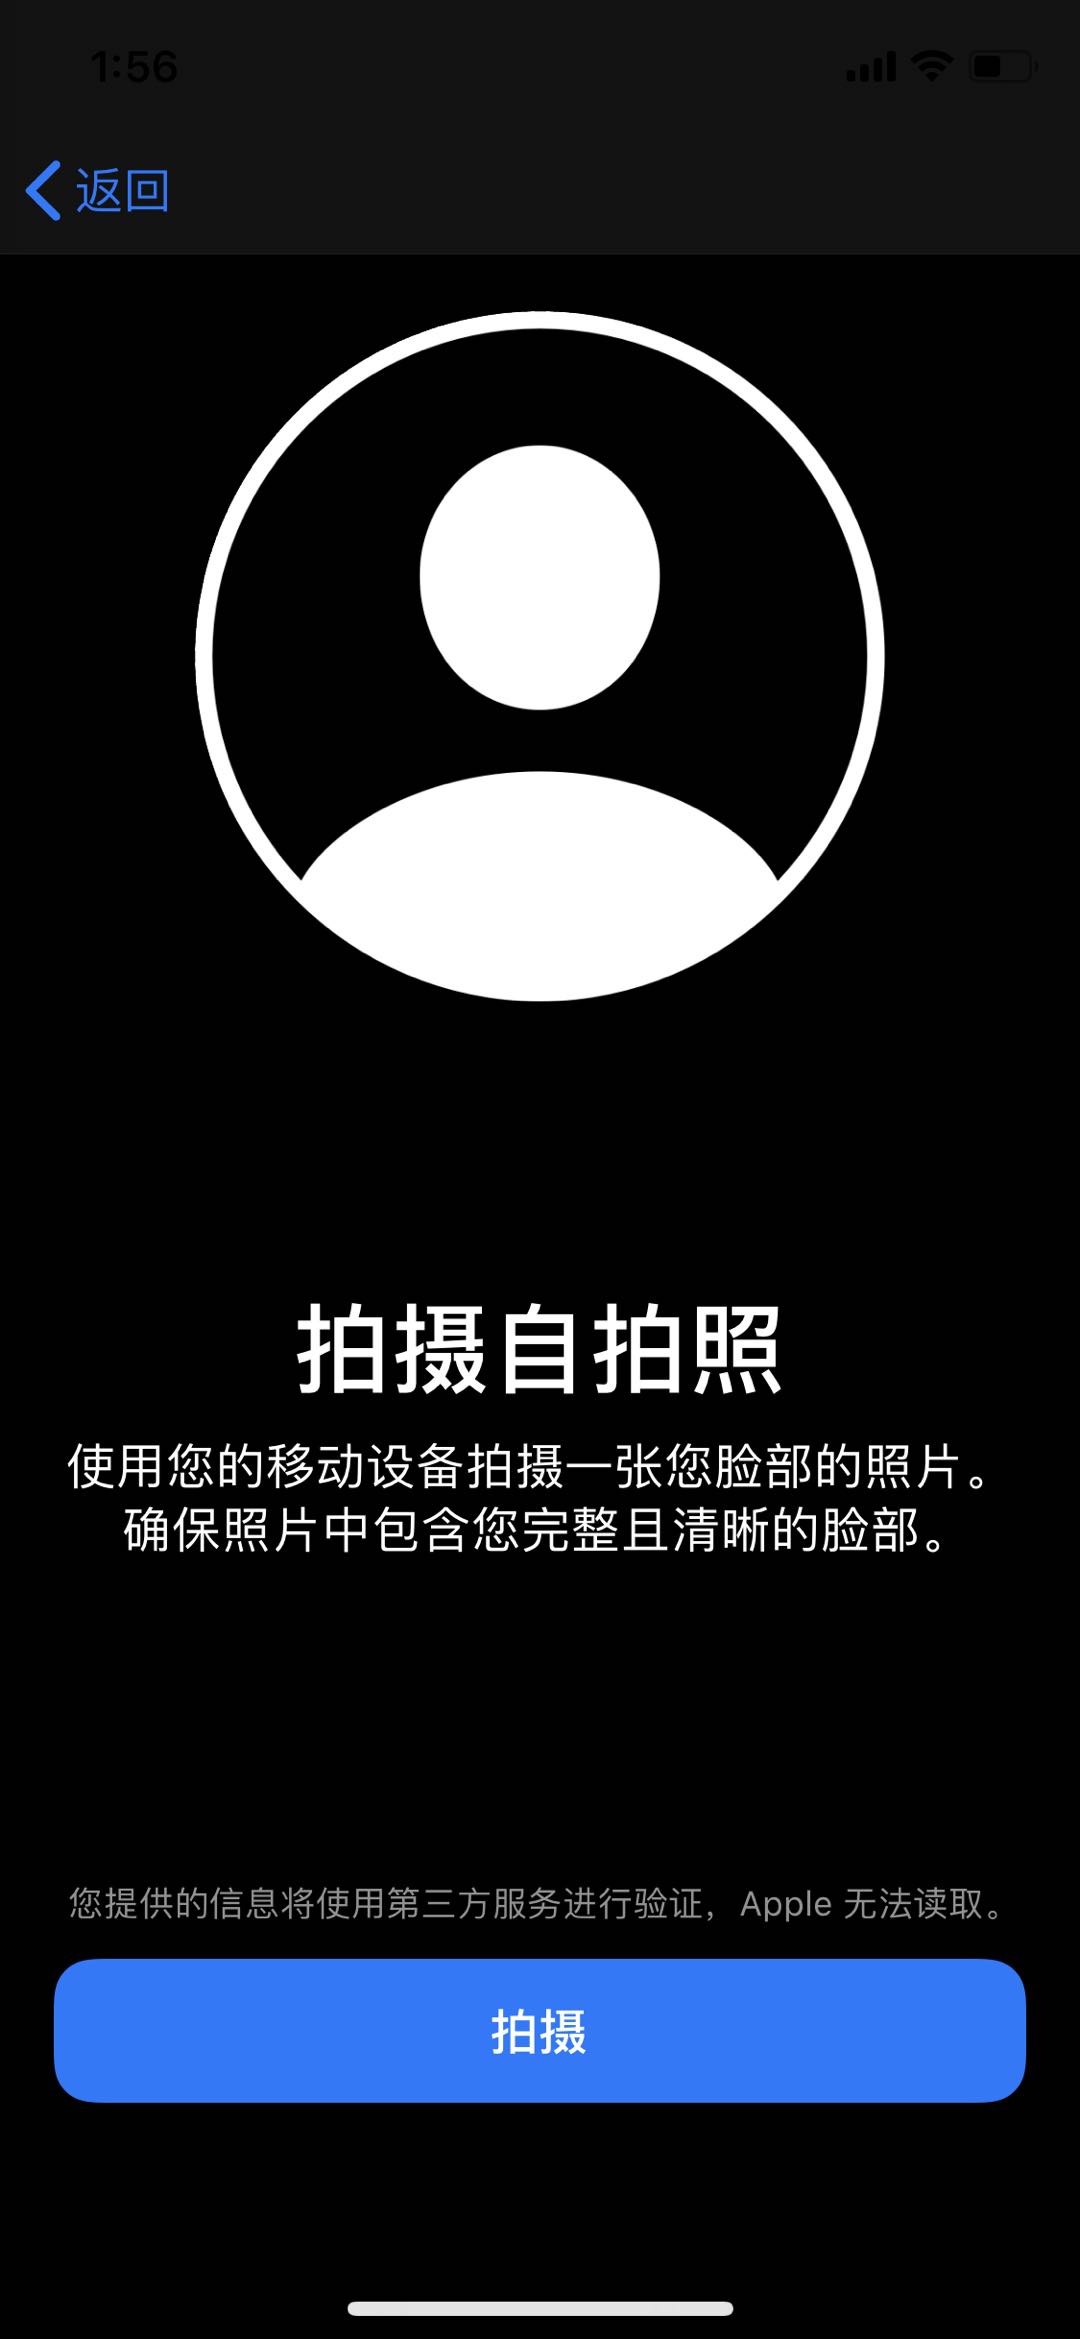 1:56
返回
拍摄自拍照
使用您的移动设备拍摄一张您脸部的照片。
确保照片中包含您完整且清晰的脸部。
您提供的信息将使用第三方服务进行验证，Apple 无法读取。
拍摄